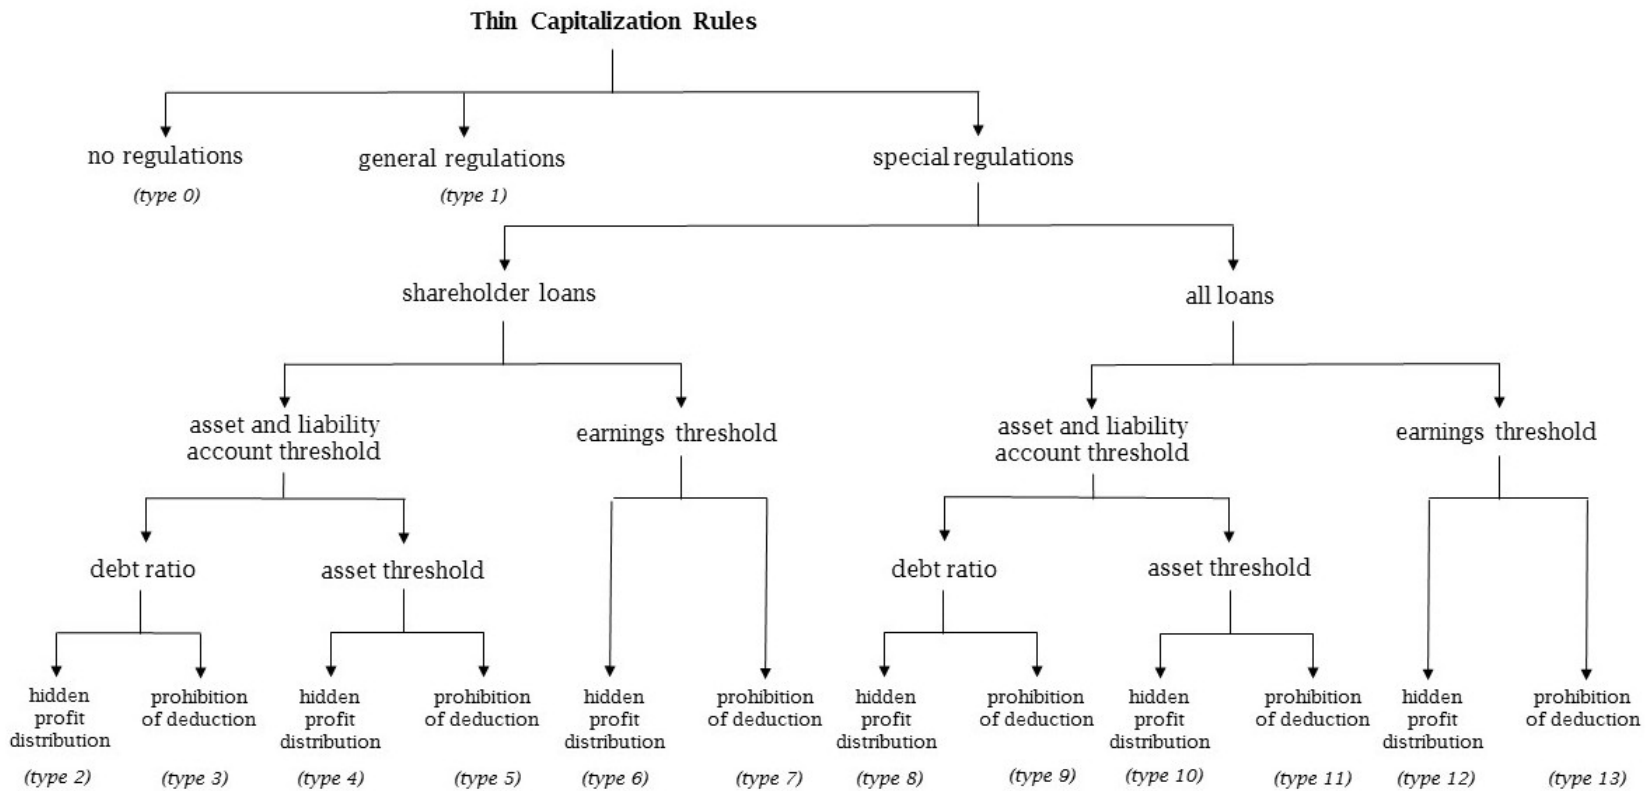 Thin Capitalization Rules
no regulations
(type 0)
general regulations
(type 1)
special regulations
shareholder loans
all loans
asset and liability
account threshold
earnings threshold
asset and liability
account threshold
earnings threshold
debt ratio
asset threshold
debt ratio
asset threshold
hidden
profit
distribution
(type 2)
prohibition
of deduction
(type 3)
hidden
profit
distribution
(type 4)
prohibition
of deduction
(type 5)
hidden
profit
distribution
(type 6)
prohibition
of deduction
(type 7)
hidden
profit
distribution
(type 8)
prohibition
of deduction
(type 9)
hidden
profit
distribution
(type 10)
prohibition
of deduction
(type 11)
hidden
profit
distribution
(type 12)
prohibition
of deduction
(type 13)